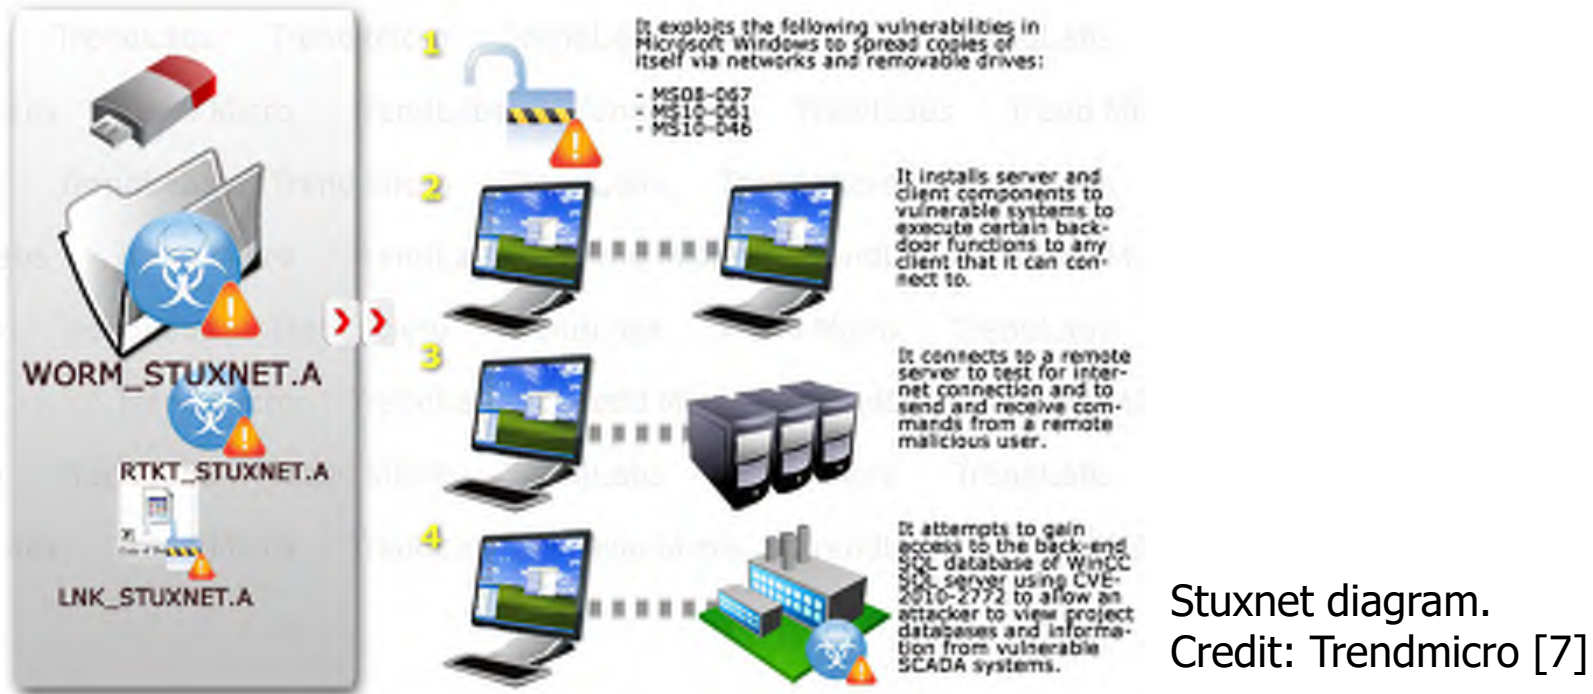 WORM_STUXNET.A
RTKT_STUXNET.A
LNK_STUXNET.A
1
It exploits the following vulnerabilities in
Microsoft Windows to spread copies of
itself via networks and removable drives:
- MS08-067
- MS10-061
- MS10-046
2
It installs server and
client components to
vulnerable systems to
execute certain back-
door functions to any
client that it can con-
nect to.
3
It connects to a remote
server to test for inter-
net connection and to
send and receive com-
mands from a remote
malicious user.
4
It attempts to gain
access to the back-end
SQL database of WinCC
SQL server using CVE-
2010-2772 to allow an
attacker to view project
databases and informa-
tion from vulnerable
SCADA systems.
Stuxnet diagram.
Credit: Trendmicro [7]